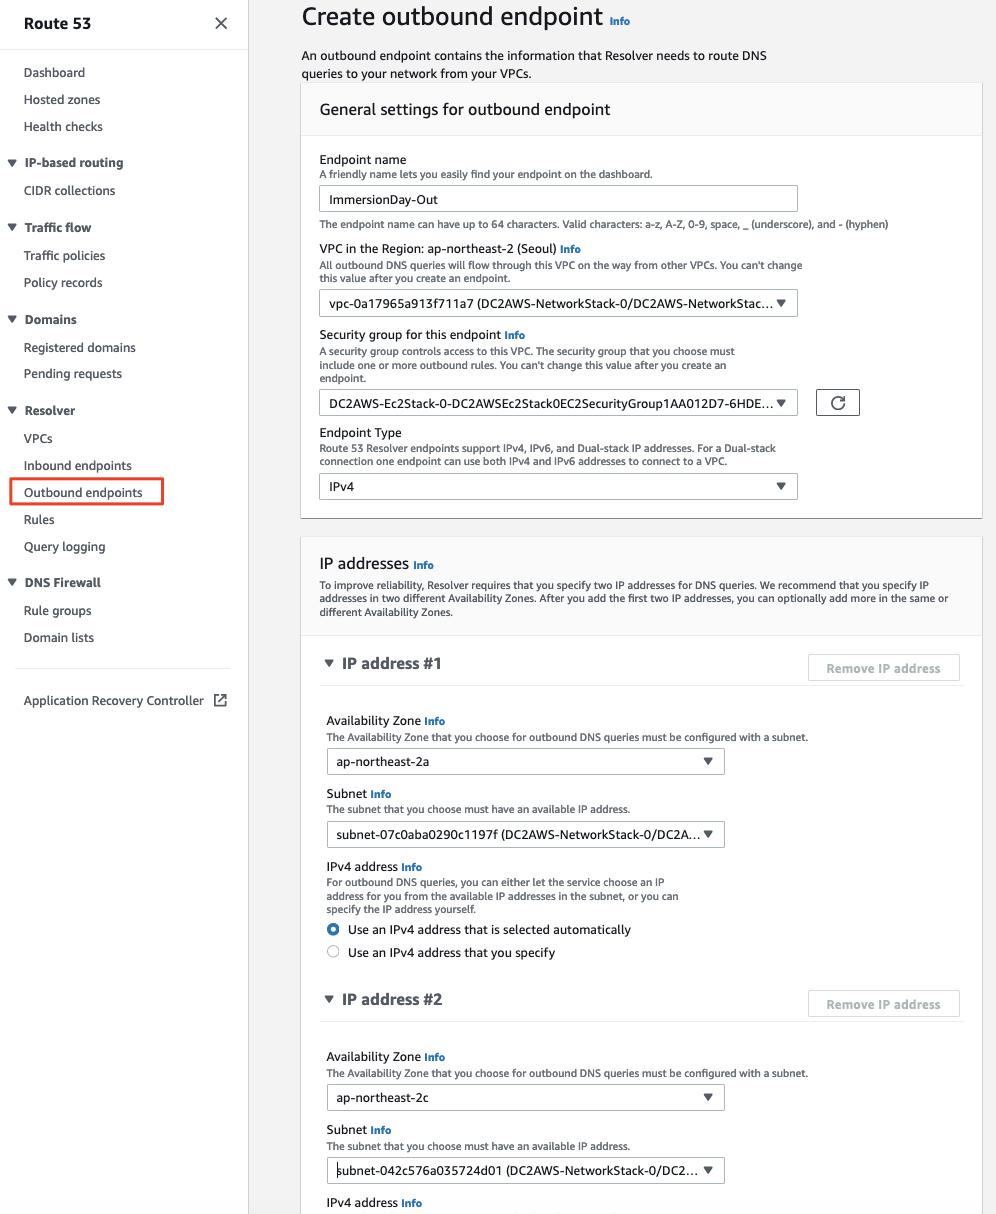 Route 53
Dashboard
Hosted zones
Health checks
IP-based routing
CIDR collections
Traffic flow
Traffic policies
Policy records
Domains
Registered domains
Pending requests
Resolver
VPCs
Inbound endpoints
Outbound endpoints
Rules
Query logging
DNS Firewall
Rule groups
Domain lists
Application Recovery Controller
Create outbound endpoint Info
An outbound endpoint contains the information that Resolver needs to route DNS
queries to your network from your VPCs.
General settings for outbound endpoint
Endpoint name
A friendly name lets you easily find your endpoint on the dashboard.
ImmersionDay-Out
The endpoint name can have up to 64 characters. Valid characters: a-z, A-Z, 0-9, space, _ (underscore), and - (hyphen)
VPC in the Region: ap-northeast-2 (Seoul) Info
All outbound DNS queries will flow through this VPC on the way from other VPCs. You can't change
this value after you create an endpoint.
vpc-0a17965a913f711a7 (DC2AWS-NetworkStack-0/DC2AWS-NetworkStac...
Security group for this endpoint Info
A security group controls access to this VPC. The security group that you choose must
include one or more outbound rules. You can't change this value after you create an
endpoint.
DC2AWS-Ec2Stack-0-DC2AWSEc2Stack0EC2SecurityGroup1AA012D7-6HDE...
Endpoint Type
Route 53 Resolver endpoints support IPv4, IPv6, and Dual-stack IP addresses. For a Dual-stack
connection one endpoint can use both IPv4 and IPv6 addresses to connect to a VPC.
IPv4
IP addresses Info
To improve reliability, Resolver requires that you specify two IP addresses for DNS queries. We recommend that you specify IP
addresses in two different Availability Zones. After you add the first two IP addresses, you can optionally add more in the same or
different Availability Zones.
IP address #1
Remove IP address
Availability Zone Info
The Availability Zone that you choose for outbound DNS queries must be configured with a subnet.
ap-northeast-2a
Subnet Info
The subnet that you choose must have an available IP address.
subnet-07c0aba0290c1197f (DC2AWS-NetworkStack-0/DC2A...
IPv4 address Info
For outbound DNS queries, you can either let the service choose an IP
address for you from the available IP addresses in the subnet, or you can
specify the IP address yourself.
Use an IPv4 address that is selected automatically
Use an IPv4 address that you specify
IP address #2
Remove IP address
Availability Zone Info
The Availability Zone that you choose for outbound DNS queries must be configured with a subnet.
ap-northeast-2c
Subnet Info
The subnet that you choose must have an available IP address.
subnet-042c576a035724d01 (DC2AWS-NetworkStack-0/DC2...
IPv4 address Info